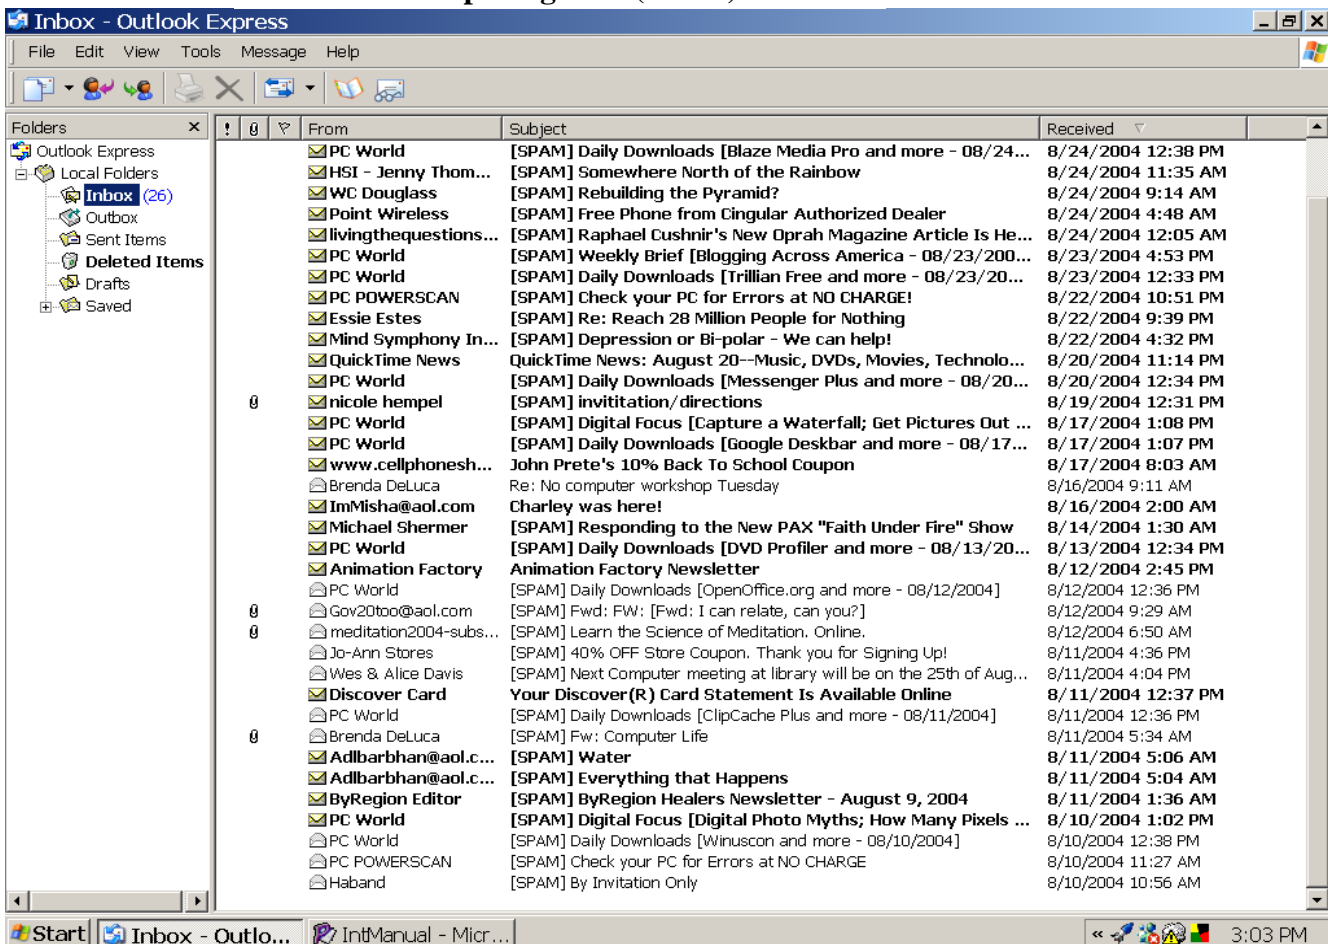 Inbox - Outlook Express
File Edit View Tools Message Help
Folders x ! From Subject Received
Outlook Express
Local Folders
Inbox (26)
Outbox
Sent Items
Deleted Items
Drafts
Saved
PC World [SPAM] Daily Downloads [Blaze Media Pro and more - 08/24... 8/24/2004 12:38 PM
HSI - Jenny Thom... [SPAM] Somewhere North of the Rainbow 8/24/2004 11:35 AM
WC Douglass [SPAM] Rebuilding the Pyramid? 8/24/2004 9:14 AM
Point Wireless [SPAM] Free Phone from Cingular Authorized Dealer 8/24/2004 4:48 AM
livingthequestions... [SPAM] Raphael Cushnir's New Oprah Magazine Article Is He... 8/24/2004 12:05 AM
PC World [SPAM] Weekly Brief [Blogging Across America - 08/23/200... 8/23/2004 4:53 PM
PC World [SPAM] Daily Downloads [Trillian Free and more - 08/23/20... 8/23/2004 12:33 PM
PC POWERSCAN [SPAM] Check your PC for Errors at NO CHARGE! 8/22/2004 10:51 PM
Essie Estes [SPAM] Re: Reach 28 Million People for Nothing 8/22/2004 9:39 PM
Mind Symphony In... [SPAM] Depression or Bi-polar - We can help! 8/22/2004 4:32 PM
QuickTime News QuickTime News: August 20--Music, DVDs, Movies, Technolo... 8/20/2004 11:14 PM
PC World [SPAM] Daily Downloads [Messenger Plus and more - 08/20... 8/20/2004 12:34 PM
nicole hempel [SPAM] invititation/directions 8/19/2004 12:31 PM
PC World [SPAM] Digital Focus [Capture a Waterfall; Get Pictures Out ... 8/17/2004 1:08 PM
PC World [SPAM] Daily Downloads [Google Deskbar and more - 08/17... 8/17/2004 1:07 PM
www.cellphonesh... John Prete's 10% Back To School Coupon 8/17/2004 8:03 AM
Brenda DeLuca Re: No computer workshop Tuesday 8/16/2004 9:11 AM
ImMisha@aol.com Charley was here! 8/16/2004 2:00 AM
Michael Shermer [SPAM] Responding to the New PAX "Faith Under Fire" Show 8/14/2004 1:30 AM
PC World [SPAM] Daily Downloads [DVD Profiler and more - 08/13/20... 8/13/2004 12:34 PM
Animation Factory Animation Factory Newsletter 8/12/2004 2:45 PM
PC World [SPAM] Daily Downloads [OpenOffice.org and more - 08/12/2004] 8/12/2004 12:36 PM
Gov20too@aol.com [SPAM] Fwd: FW: [Fwd: I can relate, can you?] 8/12/2004 9:29 AM
meditation2004-subs... [SPAM] Learn the Science of Meditation. Online. 8/12/2004 6:50 AM
Jo-Ann Stores [SPAM] 40% OFF Store Coupon. Thank you for Signing Up! 8/11/2004 4:36 PM
Wes & Alice Davis [SPAM] Next Computer meeting at library will be on the 25th of Aug... 8/11/2004 4:04 PM
Discover Card Your Discover(R) Card Statement Is Available Online 8/11/2004 12:37 PM
PC World [SPAM] Daily Downloads [ClipCache Plus and more - 08/11/2004] 8/11/2004 12:36 PM
Brenda DeLuca [SPAM] Fw: Computer Life 8/11/2004 5:34 AM
Adlbarbhan@aol.c... [SPAM] Water 8/11/2004 5:06 AM
Adlbarbhan@aol.c... [SPAM] Everything that Happens 8/11/2004 5:04 AM
ByRegion Editor [SPAM] ByRegion Healers Newsletter - August 9, 2004 8/11/2004 1:36 AM
PC World [SPAM] Digital Focus [Digital Photo Myths; How Many Pixels ... 8/10/2004 1:02 PM
PC World [SPAM] Daily Downloads [Winuscon and more - 08/10/2004] 8/10/2004 12:38 PM
PC POWERSCAN [SPAM] Check your PC for Errors at NO CHARGE 8/10/2004 11:27 AM
Haband [SPAM] By Invitation Only 8/10/2004 10:56 AM
Start Inbox - Outlo... IntManual - Micr... « 3:03 PM